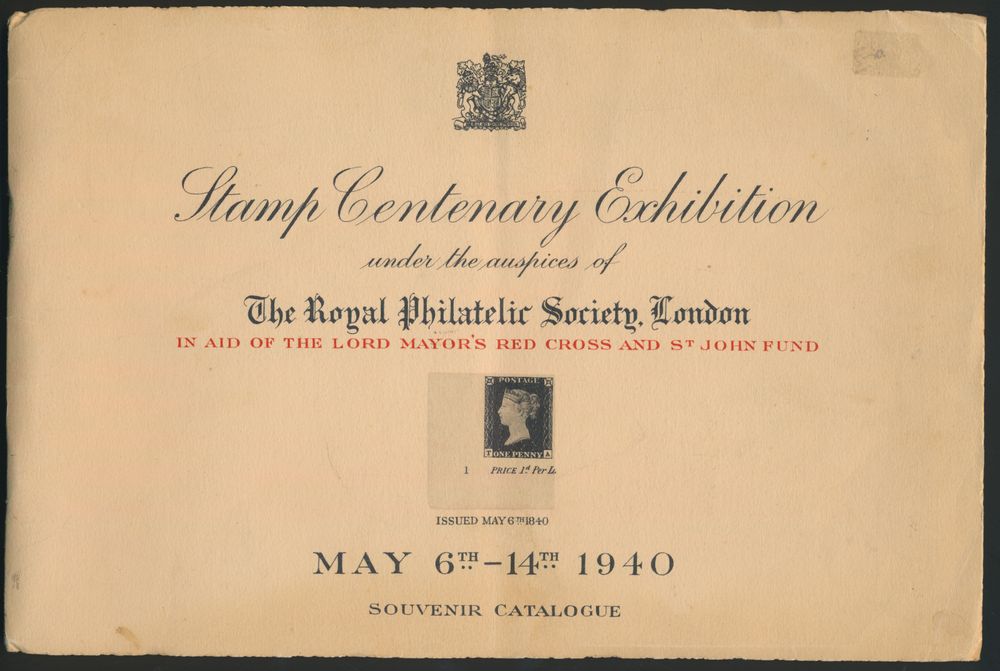 Stamp Centenary Exhibition
under the auspices of
The Royal Philatelic Society, London
IN AID OF THE LORD MAYOR'S RED CROSS AND ST JOHN FUND
POSTAGE
T ONE PENNY A
1 PRICE 1d Per L
ISSUED MAY 6TH 1840
MAY 6TH–14TH 1940
SOUVENIR CATALOGUE